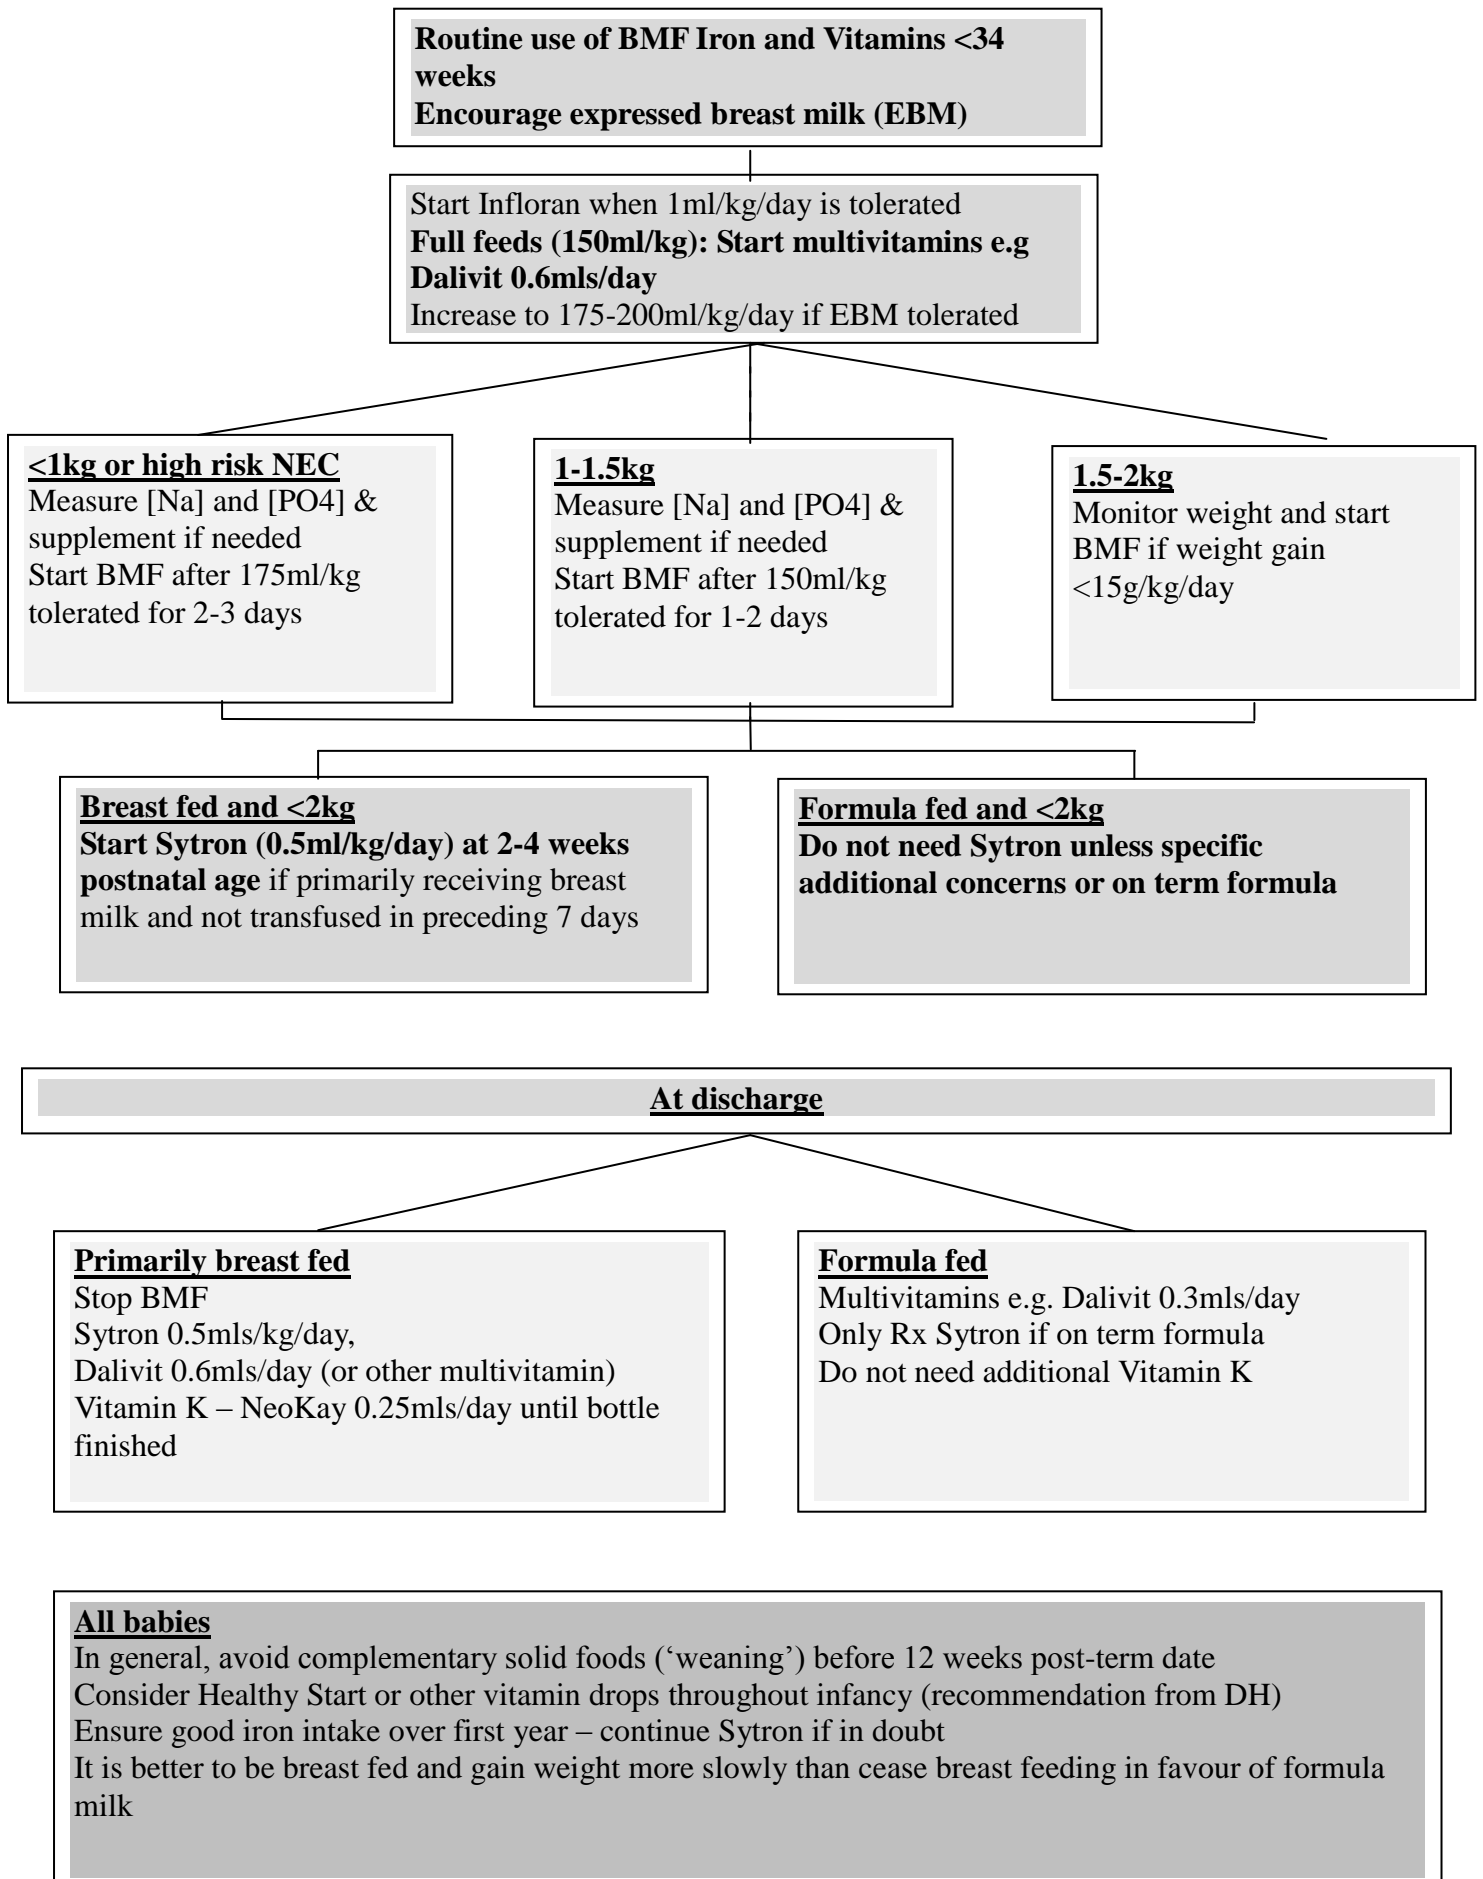 Routine use of BMF Iron and Vitamins <34
weeks
Encourage expressed breast milk (EBM)
Start Infloran when 1ml/kg/day is tolerated
Full feeds (150ml/kg): Start multivitamins e.g
Dalivit 0.6mls/day
Increase to 175-200ml/kg/day if EBM tolerated
<1kg or high risk NEC
Measure [Na] and [PO4] &
supplement if needed
Start BMF after 175ml/kg
tolerated for 2-3 days
1-1.5kg
Measure [Na] and [PO4] &
supplement if needed
Start BMF after 150ml/kg
tolerated for 1-2 days
1.5-2kg
Monitor weight and start
BMF if weight gain
<15g/kg/day
Breast fed and <2kg
Start Sytron (0.5ml/kg/day) at 2-4 weeks
postnatal age if primarily receiving breast
milk and not transfused in preceding 7 days
Formula fed and <2kg
Do not need Sytron unless specific
additional concerns or on term formula
At discharge
Primarily breast fed
Stop BMF
Sytron 0.5mls/kg/day,
Dalivit 0.6mls/day (or other multivitamin)
Vitamin K – NeoKay 0.25mls/day until bottle
finished
Formula fed
Multivitamins e.g. Dalivit 0.3mls/day
Only Rx Sytron if on term formula
Do not need additional Vitamin K
All babies
In general, avoid complementary solid foods (‘weaning’) before 12 weeks post-term date
Consider Healthy Start or other vitamin drops throughout infancy (recommendation from DH)
Ensure good iron intake over first year – continue Sytron if in doubt
It is better to be breast fed and gain weight more slowly than cease breast feeding in favour of formula
milk